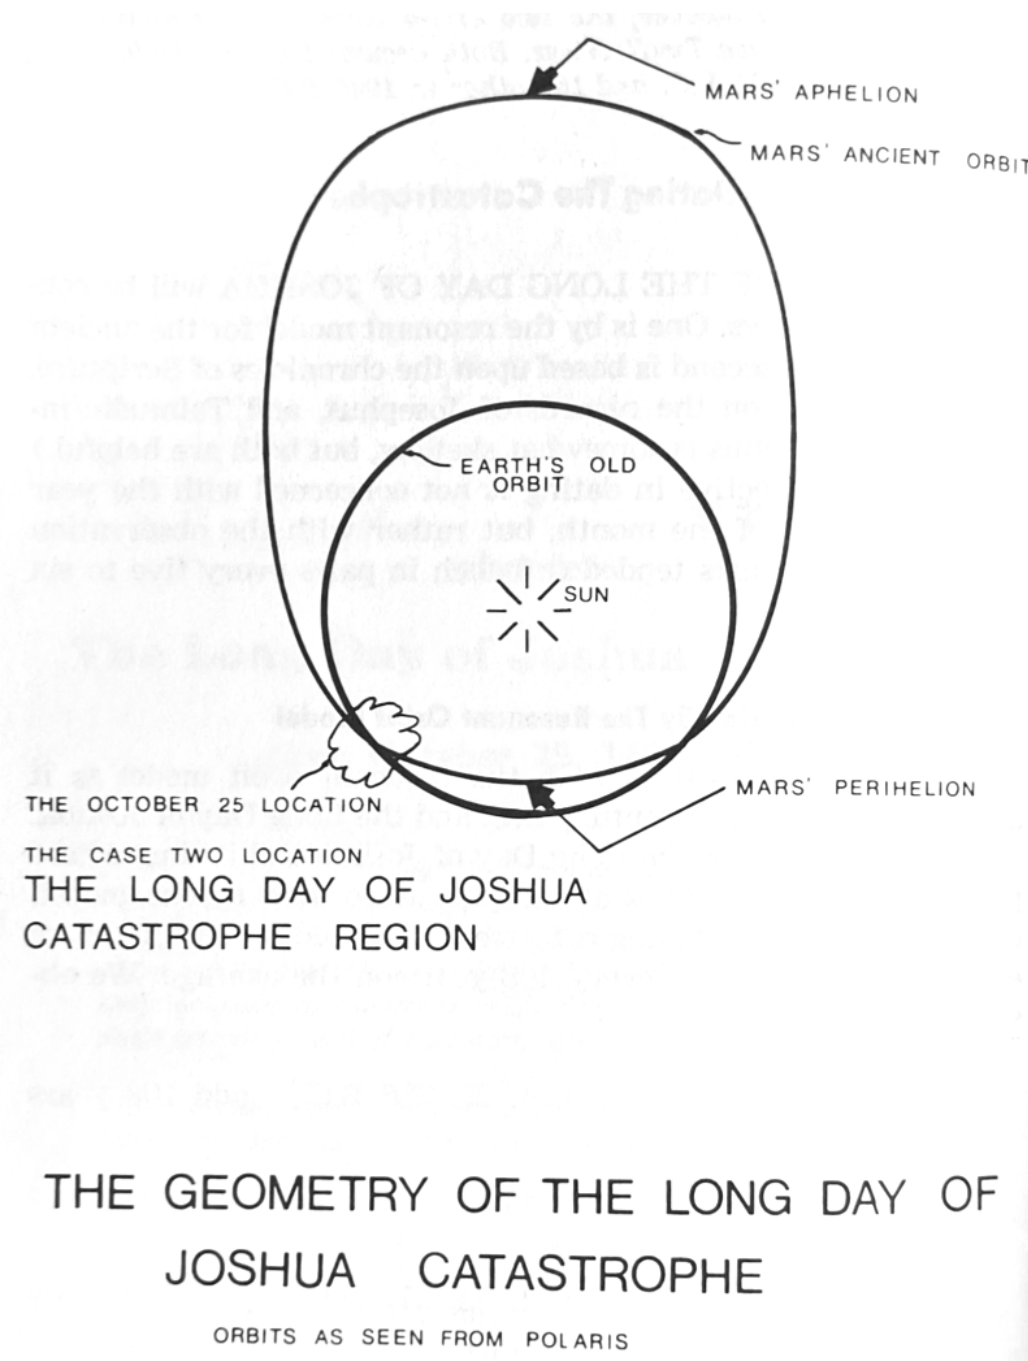 MARS' APHELION
MARS' ANCIENT ORBIT
EARTH'S OLD
ORBIT
SUN
MARS' PERIHELION
THE OCTOBER 25 LOCATION
THE CASE TWO LOCATION
THE LONG DAY OF JOSHUA
CATASTROPHE REGION
THE GEOMETRY OF THE LONG DAY OF
JOSHUA CATASTROPHE
ORBITS AS SEEN FROM POLARIS